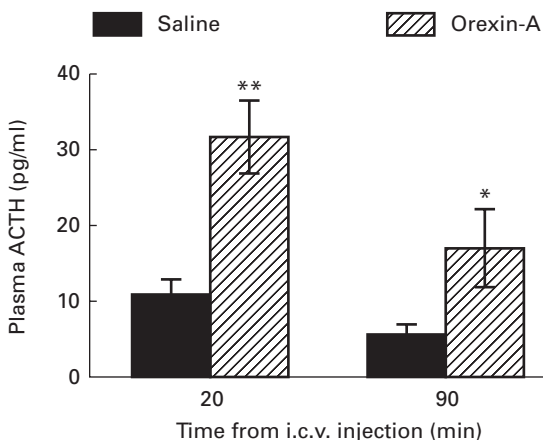 Saline Orexin-A
40
**
30
20
*
10
0
20 90
Plasma ACTH (pg/ml)
Time from i.c.v. injection (min)